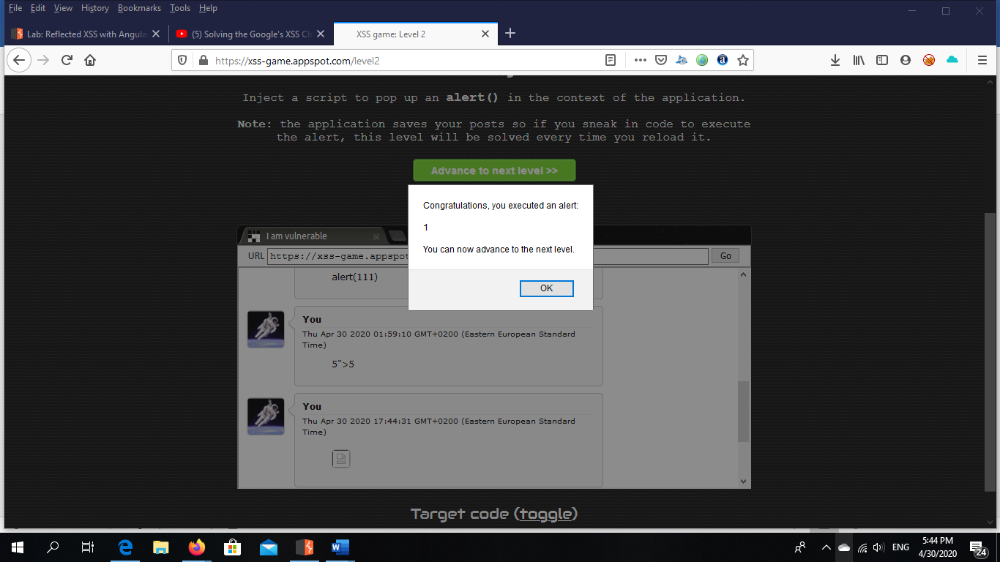 File Edit View History Bookmarks Tools Help
Lab: Reflected XSS with Angula
(5) Solving the Google's XSS Ch
XSS game: Level 2
https://xss-game.appspot.com/level2
Inject a script to pop up an alert() in the context of the application.
Note: the application saves your posts so if you sneak in code to execute
the alert, this level will be solved every time you reload it.
Advance to next level >>
Congratulations, you executed an alert:
1
You can now advance to the next level.
OK
I am vulnerable
URL https://xss-game.appspot Go
alert(111)
You
Thu Apr 30 2020 01:59:10 GMT+0200 (Eastern European Standard
Time)
5">5
You
Thu Apr 30 2020 17:44:31 GMT+0200 (Eastern European Standard
Time)
Target code (toggle)
ENG
5:44 PM
4/30/2020
24